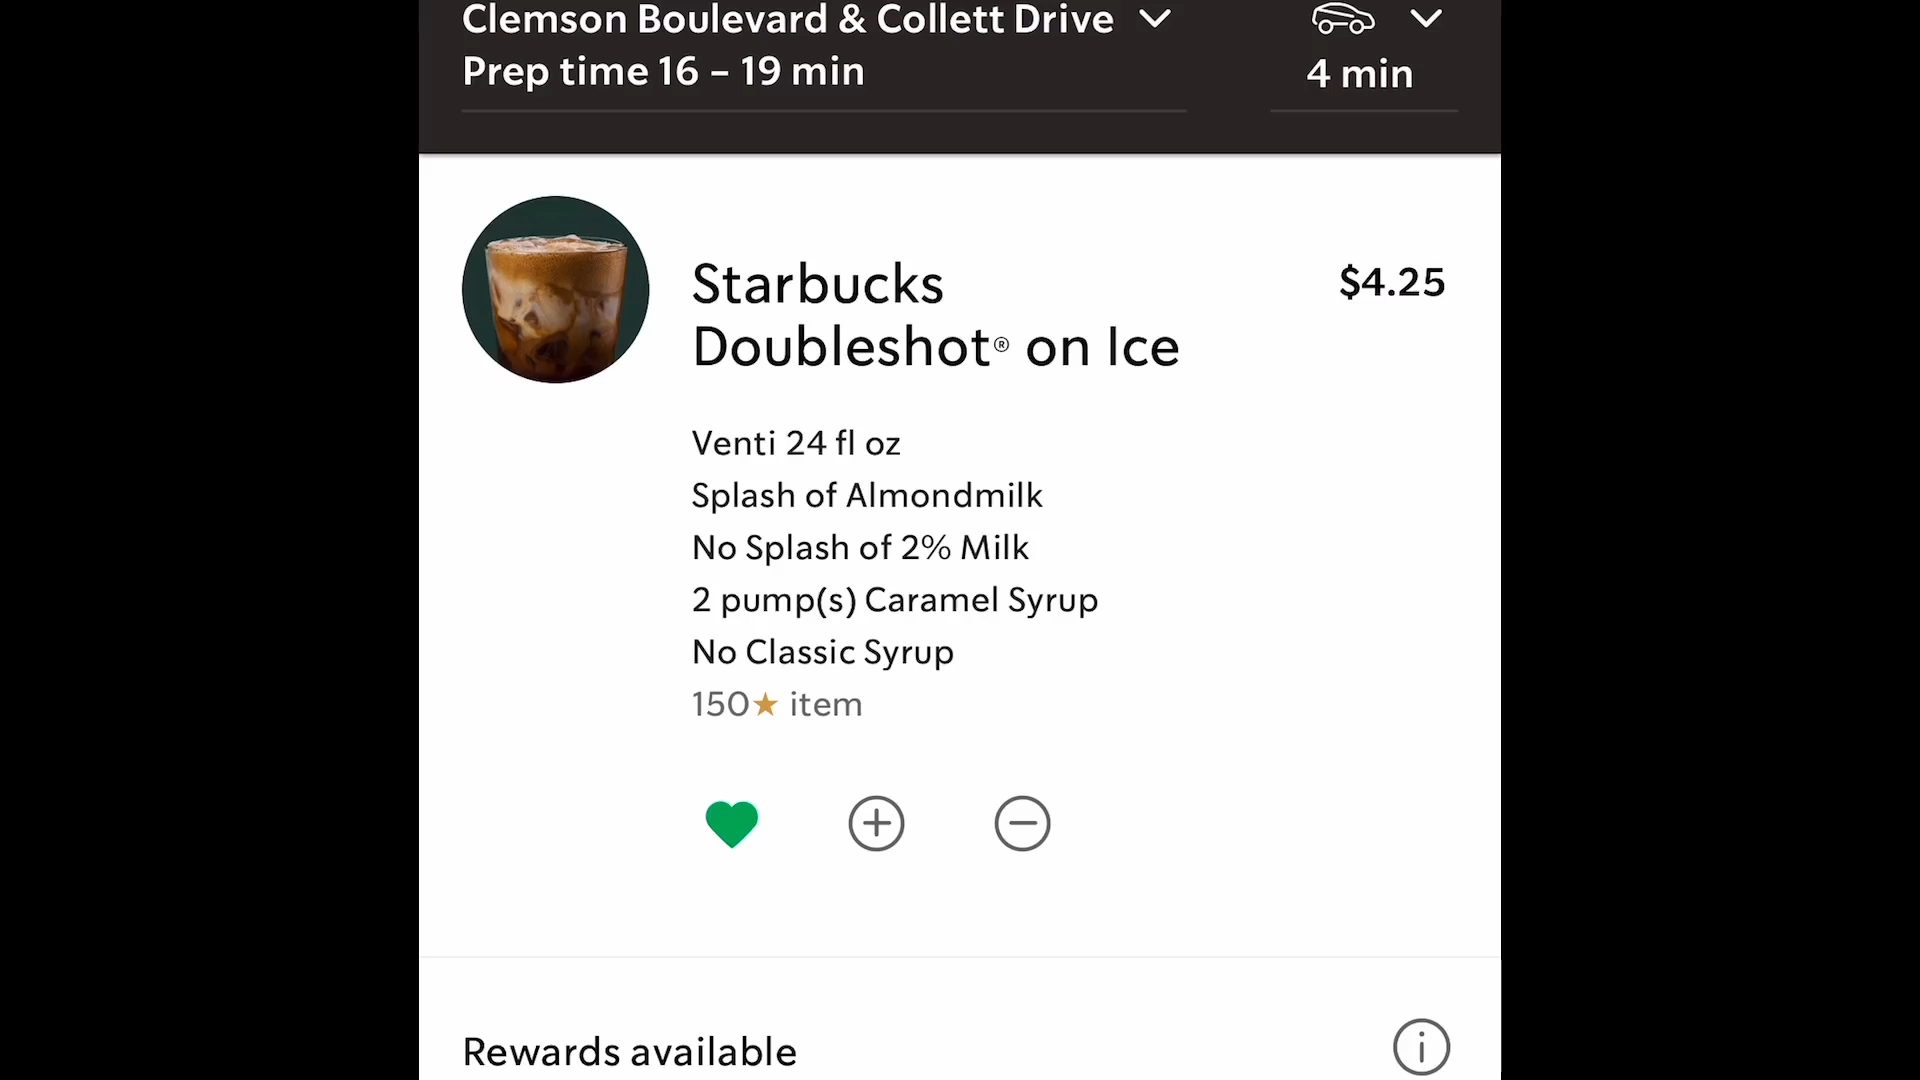 Clemson Boulevard & Collett Drive
Prep time 16 – 19 min
4 min
Starbucks
Doubleshot® on Ice
$4.25
Venti 24 fl oz
Splash of Almondmilk
No Splash of 2% Milk
2 pump(s) Caramel Syrup
No Classic Syrup
150★ item
Rewards available